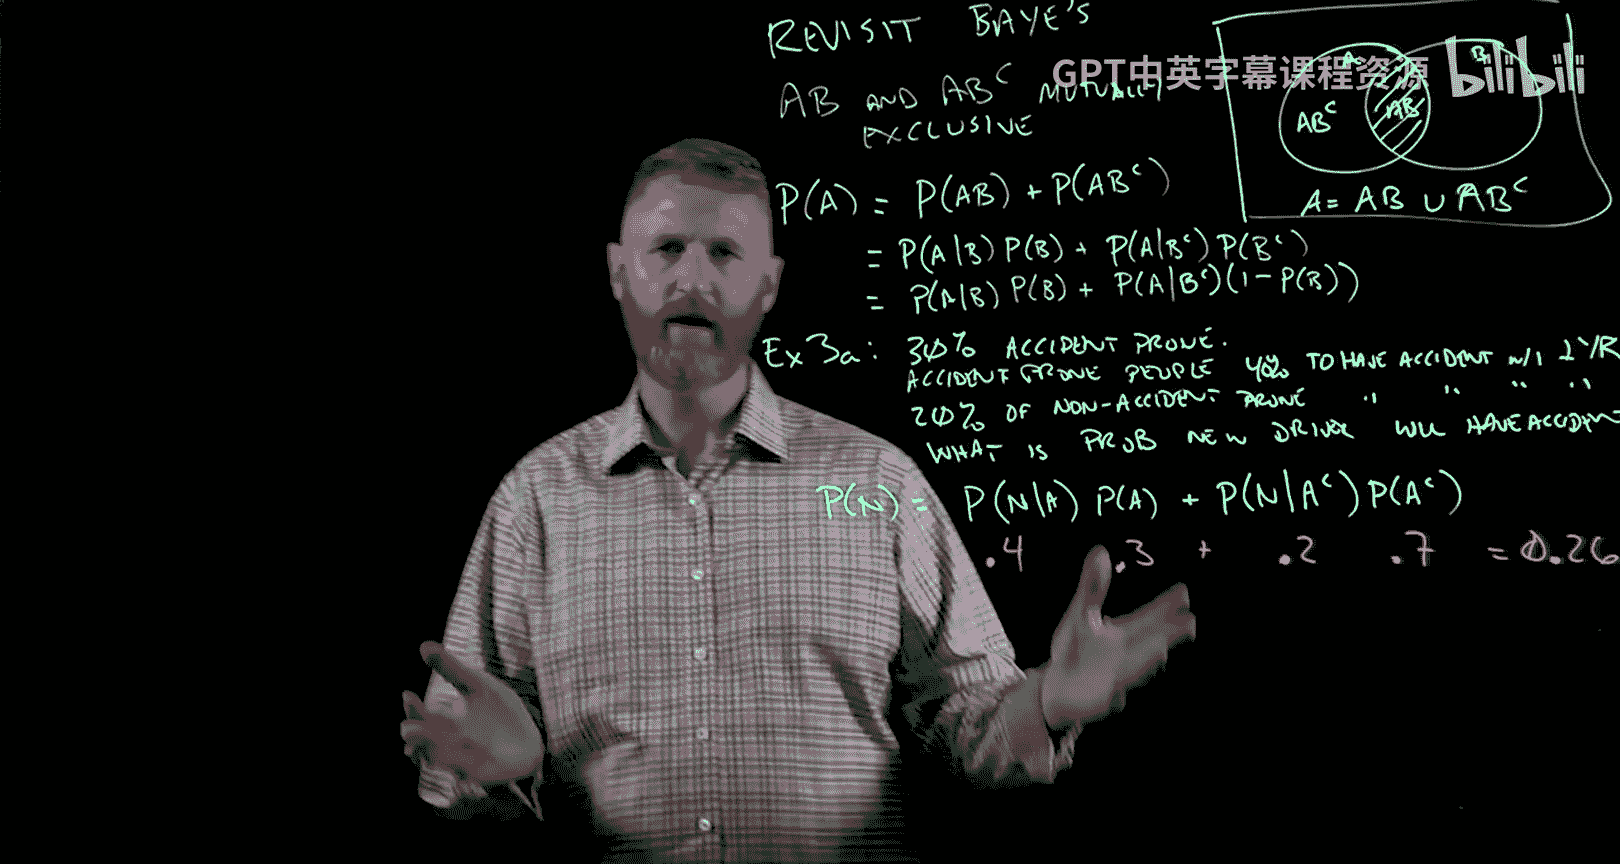 REVISIT BAYE'S
GPT中英字幕课程资源 bilibili
AB AND AB^c MUTUALLY
EXCLUSIVE
A B
AB^c AB
A = AB ∪ AB^c
P(A) = P(AB) + P(AB^c)
= P(A|B) P(B) + P(A|B^c) P(B^c)
= P(A|B) P(B) + P(A|B^c)(1 - P(B))
Ex 3a: 30% ACCIDENT PRONE.
ACCIDENT PRONE PEOPLE 40% TO HAVE ACCIDENT w/i 1 YR
20% OF NON-ACCIDENT PRONE " " " "
WHAT IS PROB NEW DRIVER WILL HAVE ACCIDENT
P(N) = P(N|A) P(A) + P(N|A^c) P(A^c)
.4 .3 + .2 .7 = 0.26